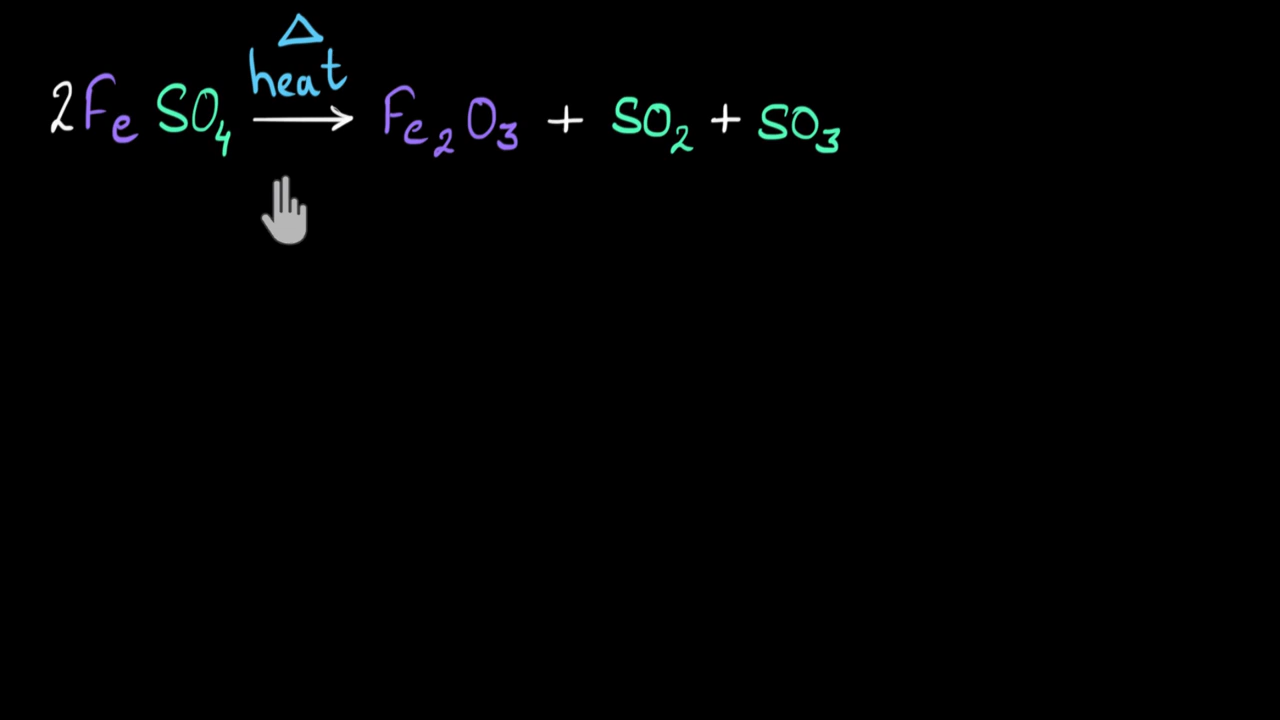 Δ
heat
2FeSO₄ ⟶ Fe₂O₃ + SO₂ + SO₃